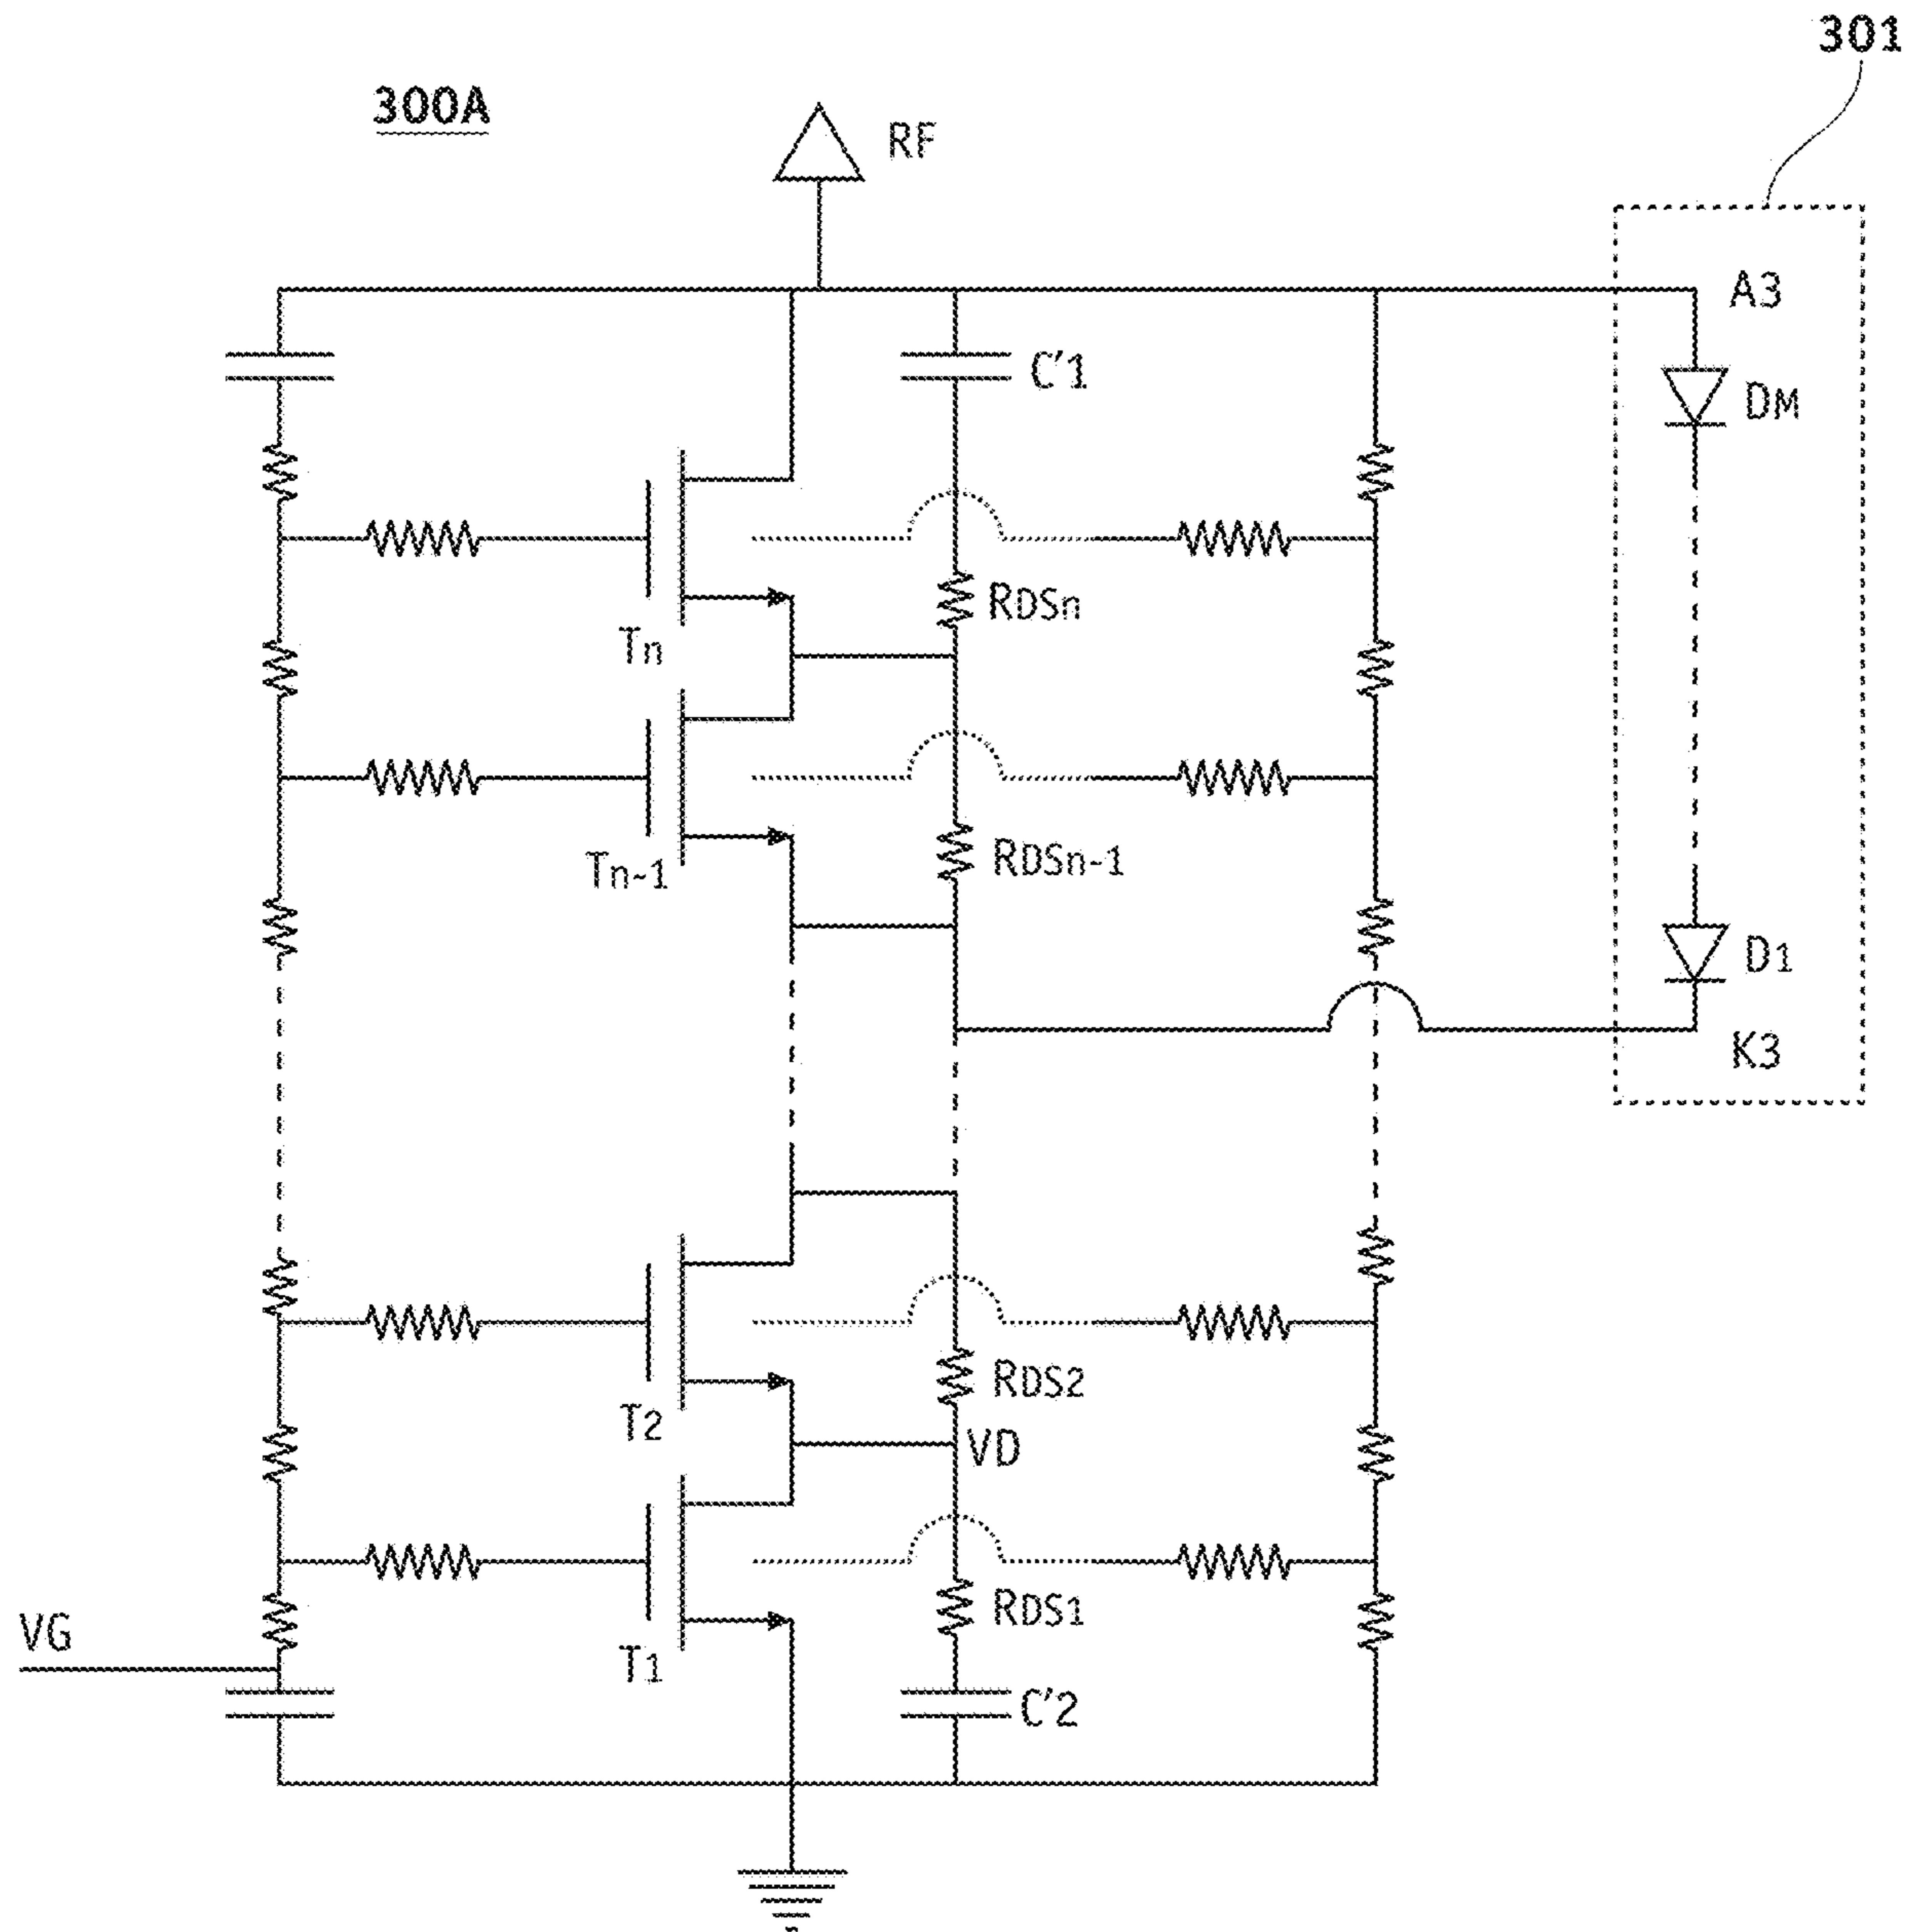 301
300A
RF
A3
C'1
DM
RDSn
Tn
RDSn-1
Tn-1
D1
K3
RDS2
T2
VD
RDS1
VG
T1
C'2